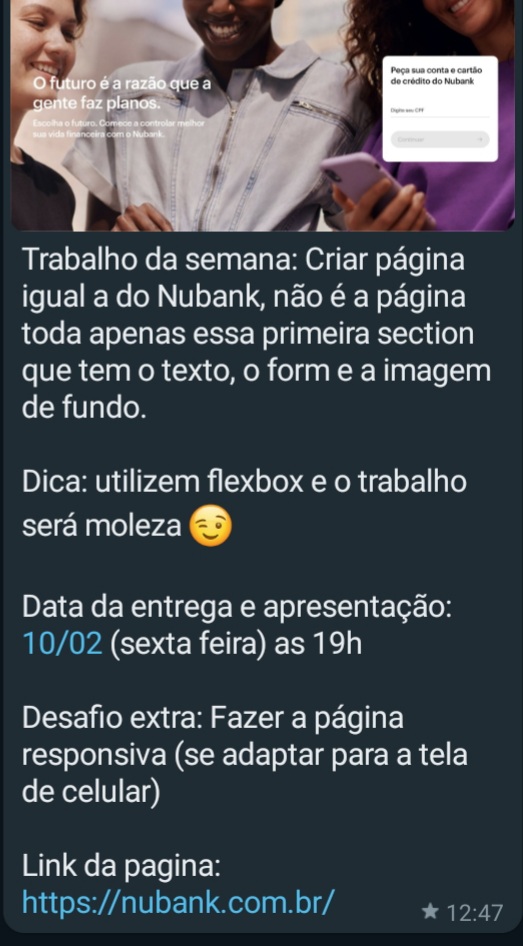 O futuro é a razão que a
gente faz planos.
Escolha o futuro. Comece a controlar melhor
sua vida financeira com o Nubank.
Peça sua conta e cartão
de crédito do Nubank
Digite seu CPF
Continuar
Trabalho da semana: Criar página
igual a do Nubank, não é a página
toda apenas essa primeira section
que tem o texto, o form e a imagem
de fundo.
Dica: utilizem flexbox e o trabalho
será moleza 😉
Data da entrega e apresentação:
10/02 (sexta feira) as 19h
Desafio extra: Fazer a página
responsiva (se adaptar para a tela
de celular)
Link da pagina:
https://nubank.com.br/
12:47